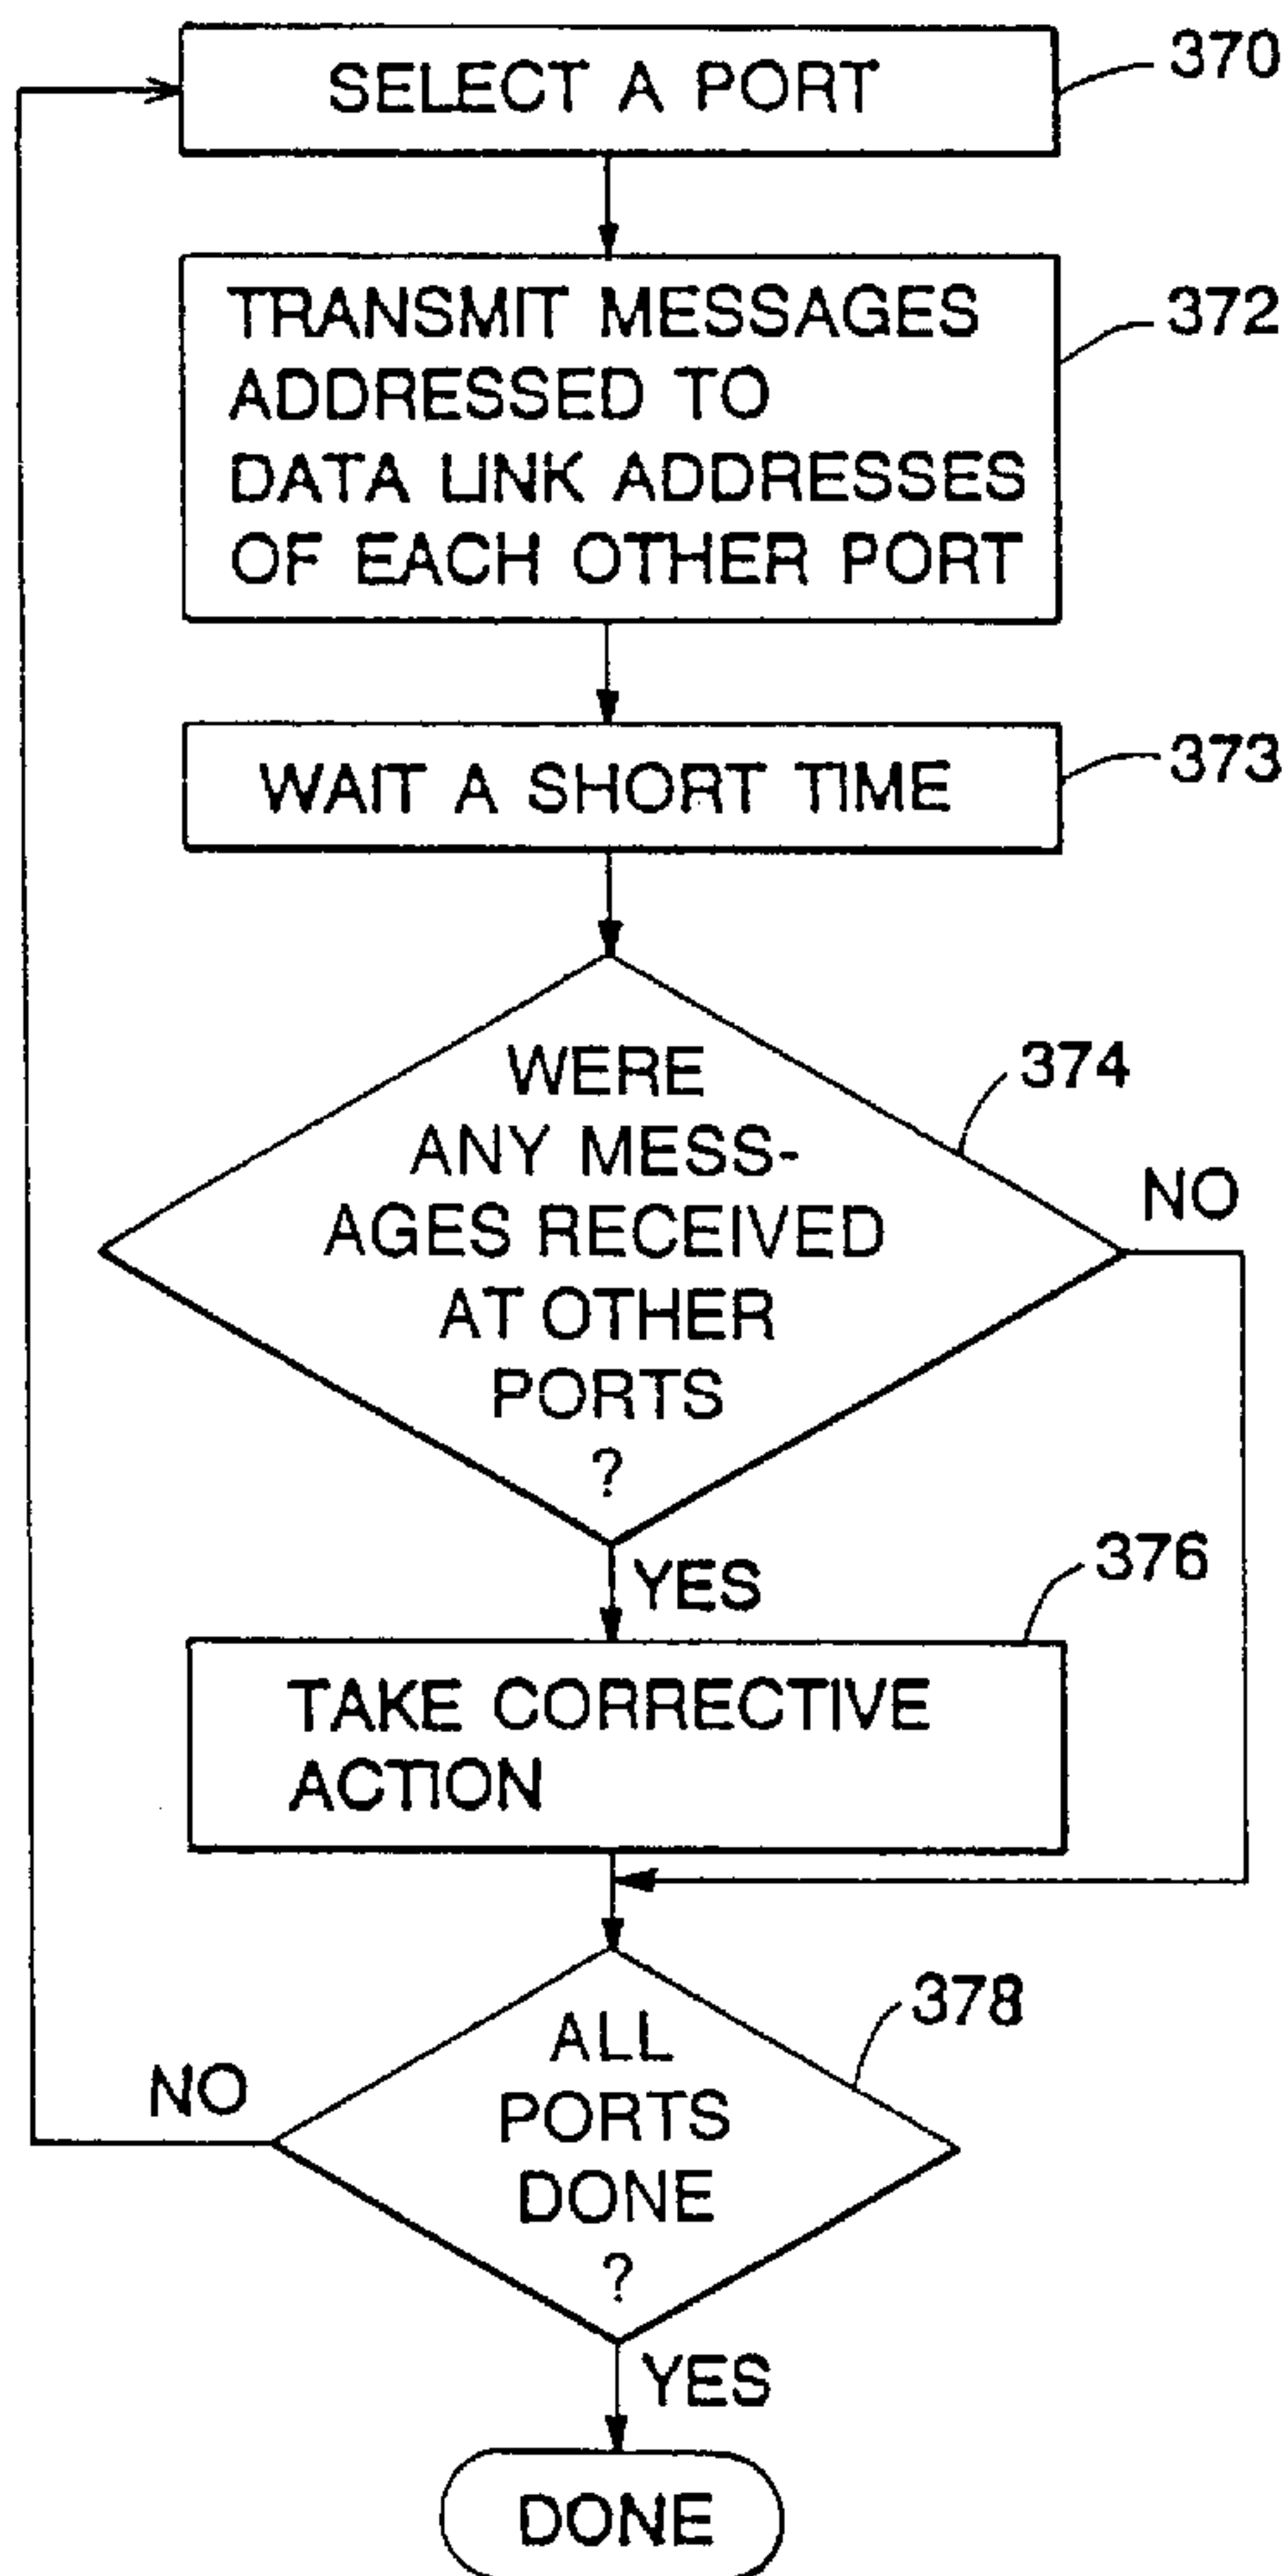 SELECT A PORT
370
TRANSMIT MESSAGES
ADDRESSED TO
DATA LINK ADDRESSES
OF EACH OTHER PORT
372
WAIT A SHORT TIME
373
WERE
ANY MESS-
AGES RECEIVED
AT OTHER
PORTS
?
374
NO
YES
376
TAKE CORRECTIVE
ACTION
ALL
PORTS
DONE
?
378
NO
YES
DONE